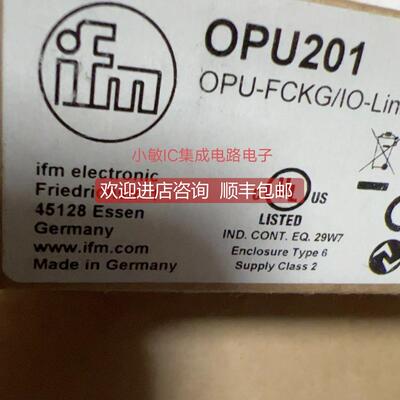 ifm
OPU201
OPU-FCKG/IO-Lin
小敏IC集成电路电子
ifm electronic
欢迎进店咨询 顺丰包邮
45128 Essen
Germany
www.ifm.com
Made in Germany
UL
US
LISTED
IND. CONT. EQ. 29W7
Enclosure Type 6
Supply Class 2